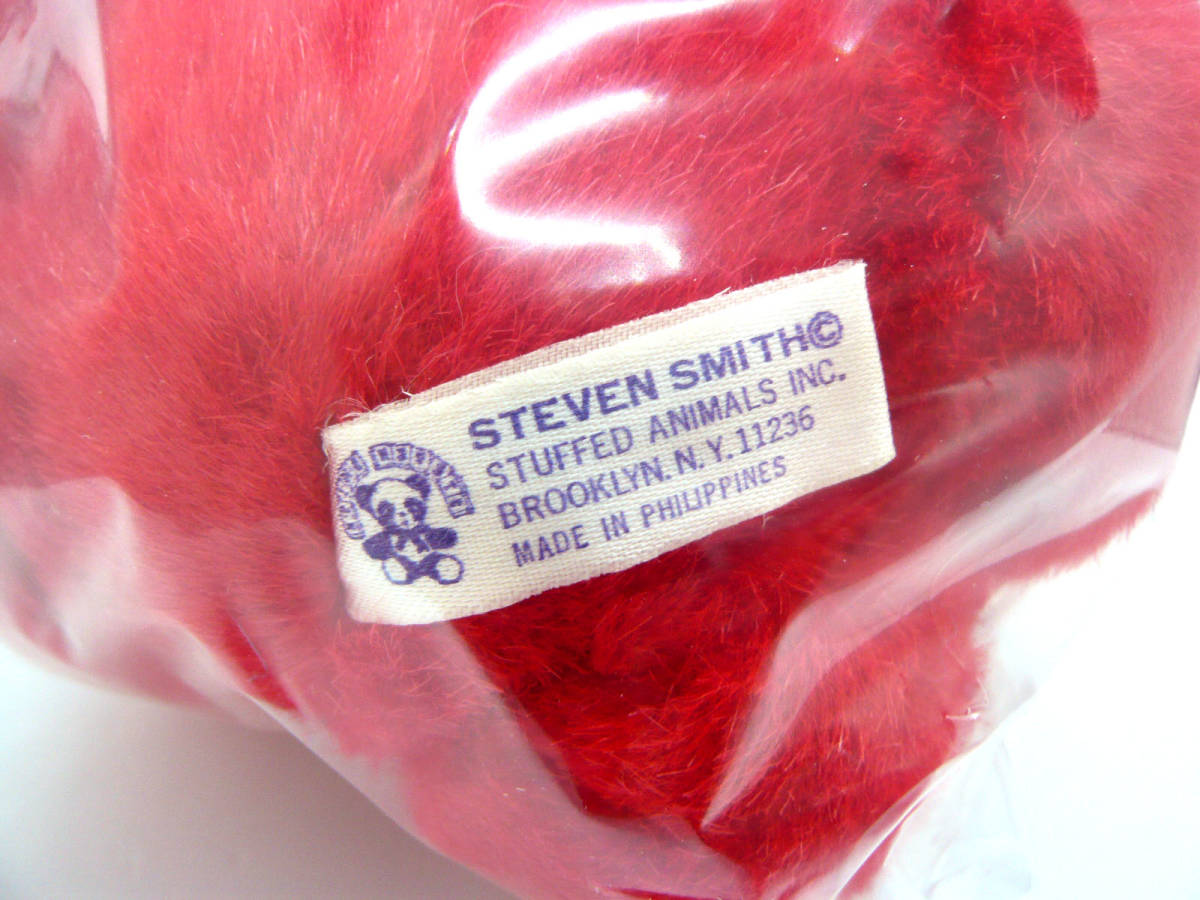 STEVEN SMITH©
STUFFED ANIMALS INC.
BROOKLYN. N.Y. 11236
MADE IN PHILIPPINES